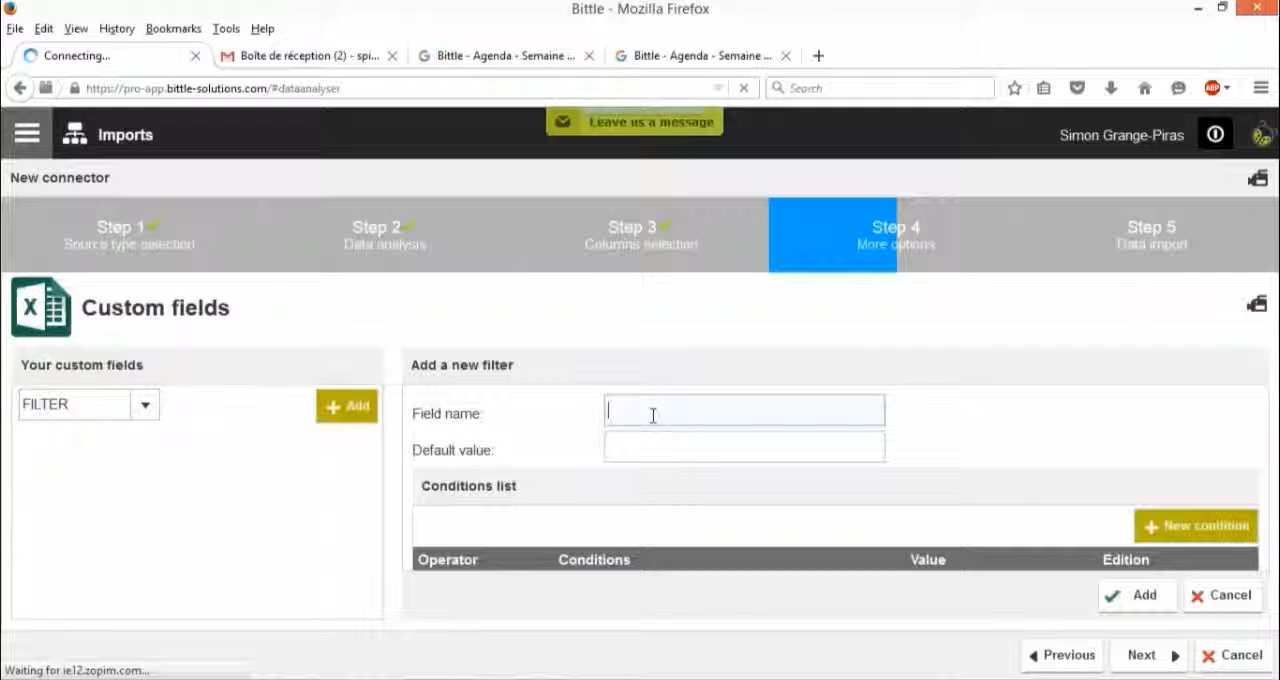 Bittle - Mozilla Firefox
File Edit View History Bookmarks Tools Help
Connecting... Boîte de réception (2) - spi... Bittle - Agenda - Semaine ... Bittle - Agenda - Semaine ...
https://pro-app.bittle-solutions.com/#dataanalyser Search
Leave us a message
Imports Simon Grange-Piras
New connector
Step 1 Step 2 Step 3 Step 4 Step 5
Source type selection Data analysis Columns selection More options Data import
Custom fields
Your custom fields Add a new filter
FILTER Add
Field name:
Default value:
Conditions list
New condition
Operator Conditions Value Edition
Add Cancel
Previous Next Cancel
Waiting for ie12.zopim.com...